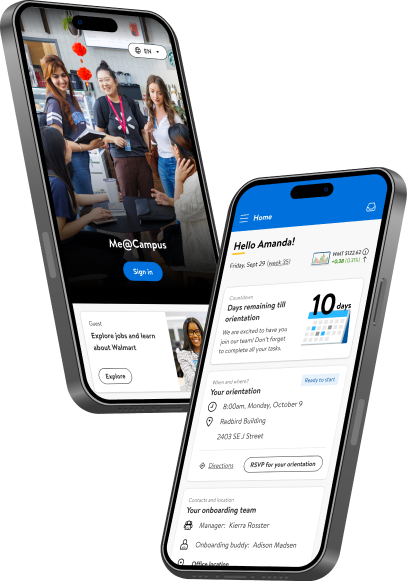 EN
Me@Campus
Sign in
Guest
Explore jobs and learn
about Walmart
Explore
Home
Hello Amanda!
Friday, Sept 29 (week 35)
WMT $122.62
+0.38 (0.31%)
Countdown
Days remaining till
orientation
10 days
We are excited to have you
join our team! Don't forget
to complete all your tasks.
When and where?
Ready to start
Your orientation
8:00am, Monday, October 9
Redbird Building
2403 SE J Street
Directions
RSVP for your orientation
Contacts and location
Your onboarding team
Manager: Kierra Rosster
Onboarding buddy: Adison Madsen
Office location